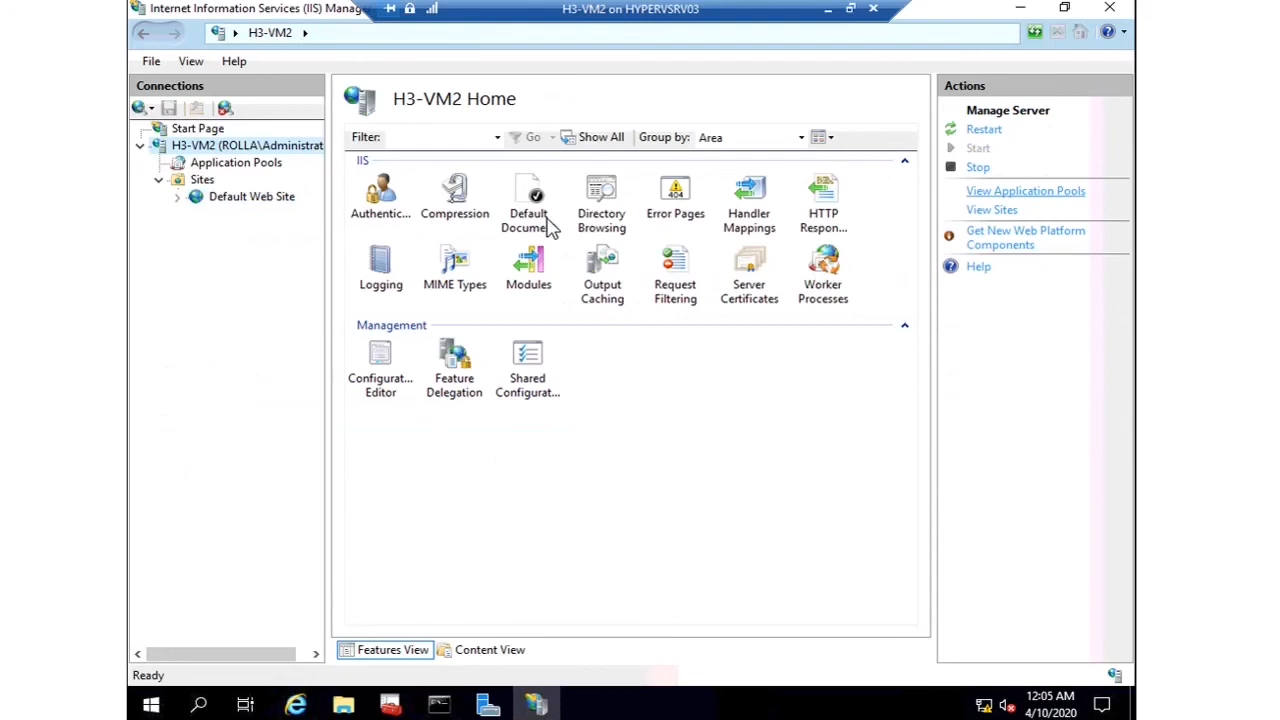 Internet Information Services (IIS) Manage
H3-VM2 on HYPERVSRV03
H3-VM2
File View Help
Connections
Start Page
H3-VM2 (ROLLA\Administrat
Application Pools
Sites
Default Web Site
H3-VM2 Home
Filter: Go Show All Group by: Area
IIS
Authentic... Compression Default Docume Directory Browsing Error Pages Handler Mappings HTTP Respon...
Logging MIME Types Modules Output Caching Request Filtering Server Certificates Worker Processes
404
Management
Configurat... Editor Feature Delegation Shared Configurat...
Features View Content View
Actions
Manage Server
Restart
Start
Stop
View Application Pools
View Sites
Get New Web Platform
Components
Help
Ready
12:05 AM
4/10/2020